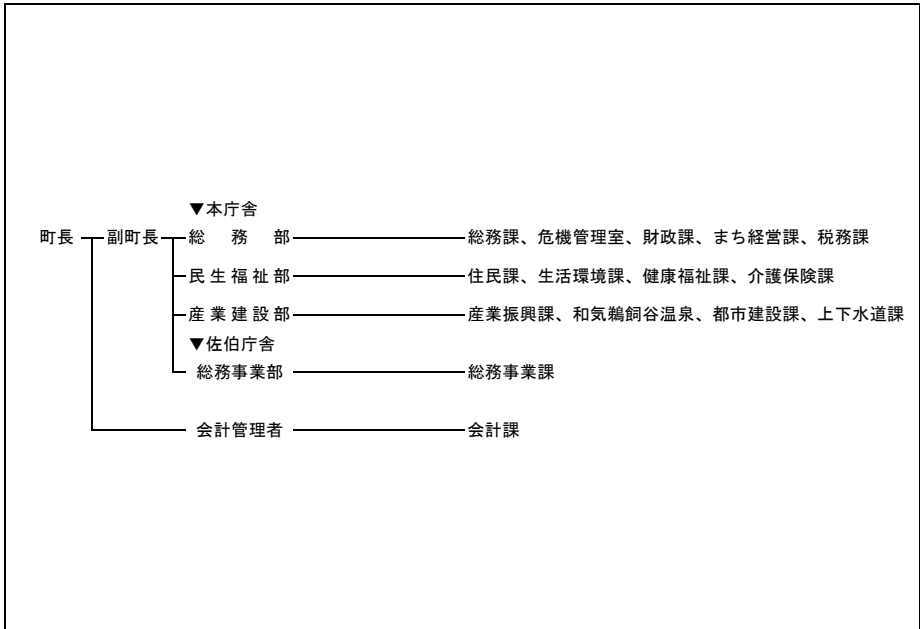 ▼本庁舎
町長 副町長 総務部 総務課、危機管理室、財政課、まち経営課、税務課
民生福祉部 住民課、生活環境課、健康福祉課、介護保険課
産業建設部 産業振興課、和気鵜飼谷温泉、都市建設課、上下水道課
▼佐伯庁舎
総務事業部 総務事業課
会計管理者 会計課